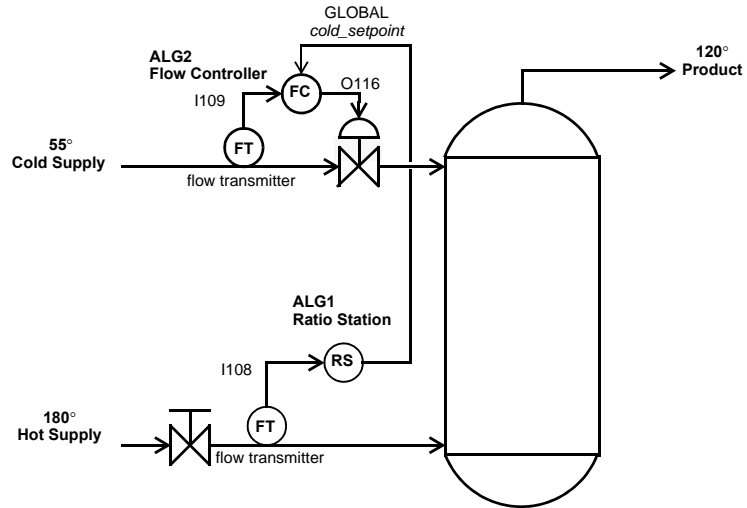 GLOBAL
cold_setpoint
ALG2
Flow Controller
FC
O116
I109
120°
Product
55°
Cold Supply
FT
flow transmitter
ALG1
Ratio Station
RS
I108
180°
Hot Supply
FT
flow transmitter